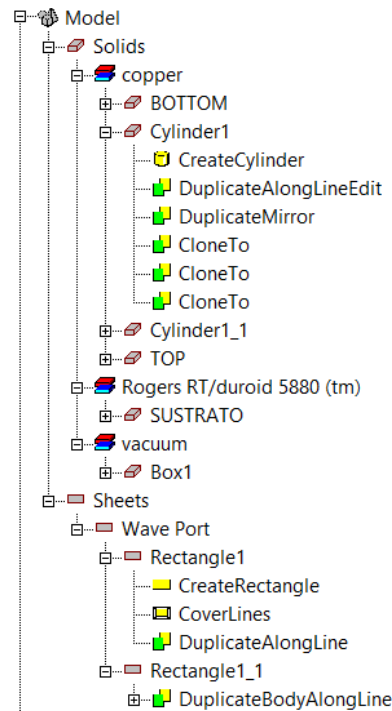 Model
Solids
copper
BOTTOM
Cylinder1
CreateCylinder
DuplicateAlongLineEdit
DuplicateMirror
CloneTo
CloneTo
CloneTo
Cylinder1_1
TOP
Rogers RT/duroid 5880 (tm)
SUSTRATO
vacuum
Box1
Sheets
Wave Port
Rectangle1
CreateRectangle
CoverLines
DuplicateAlongLine
Rectangle1_1
DuplicateBodyAlongLine